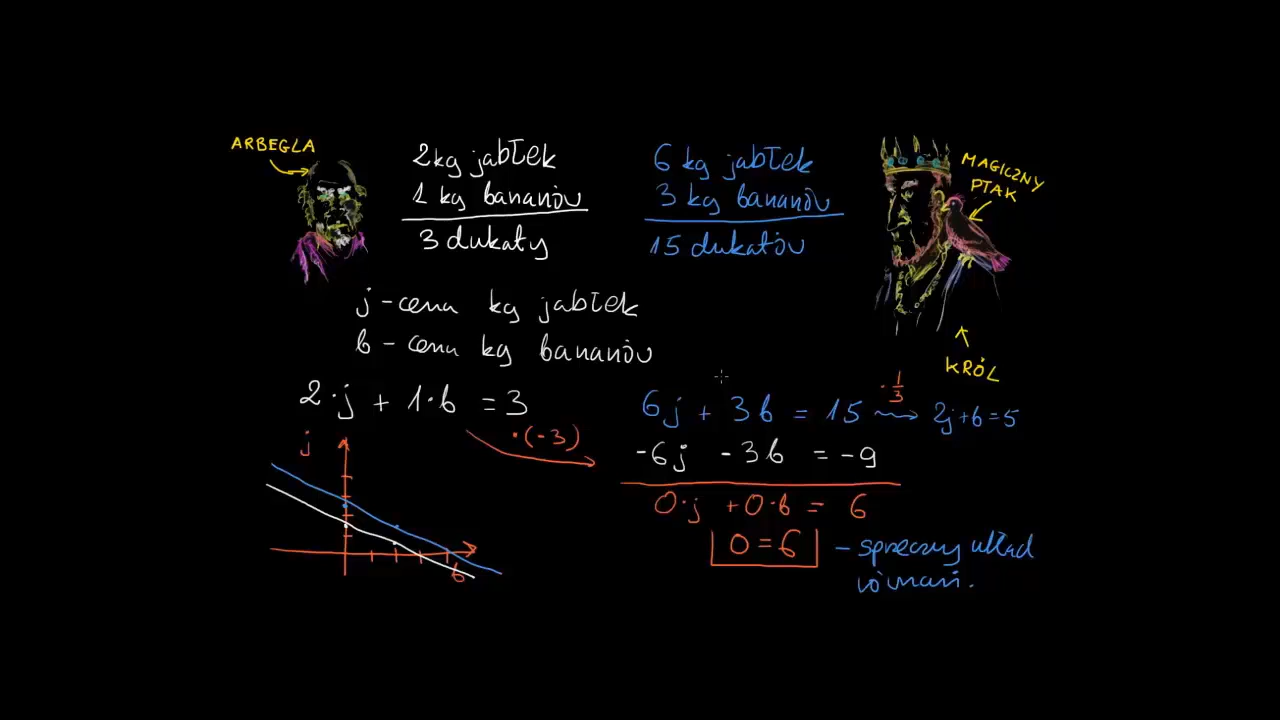 ARBEGLA
2kg jabłek
1 kg bananów
3 dukaty
6 kg jabłek
3 kg bananów
15 dukatów
MAGICZNY
PTAK
KRÓL
j - cena kg jabłek
b - cena kg bananów
2·j + 1·b = 3
·(-3)
6j + 3b = 15
·1/3
2j+b=5
-6j - 3b = -9
0·j + 0·b = 6
0=6
- sprzeczny układ
równań.
j
b